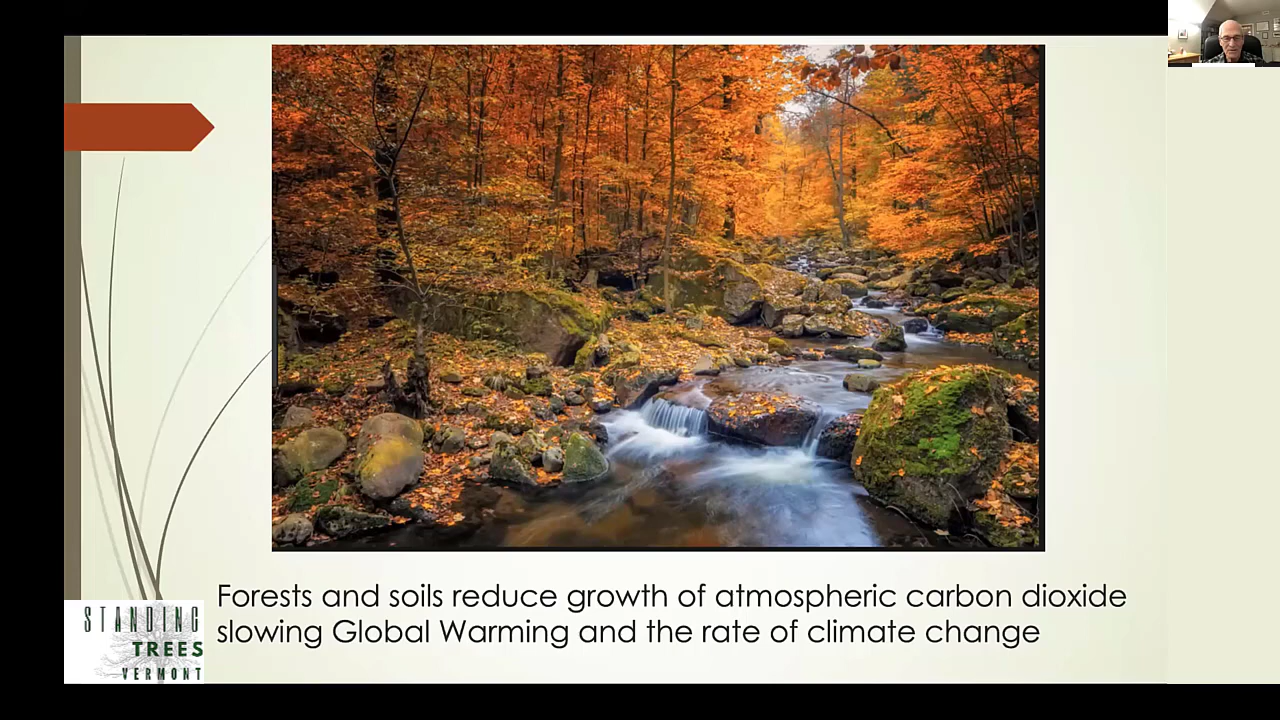 Forests and soils reduce growth of atmospheric carbon dioxide
slowing Global Warming and the rate of climate change
STANDING
TREES
VERMONT